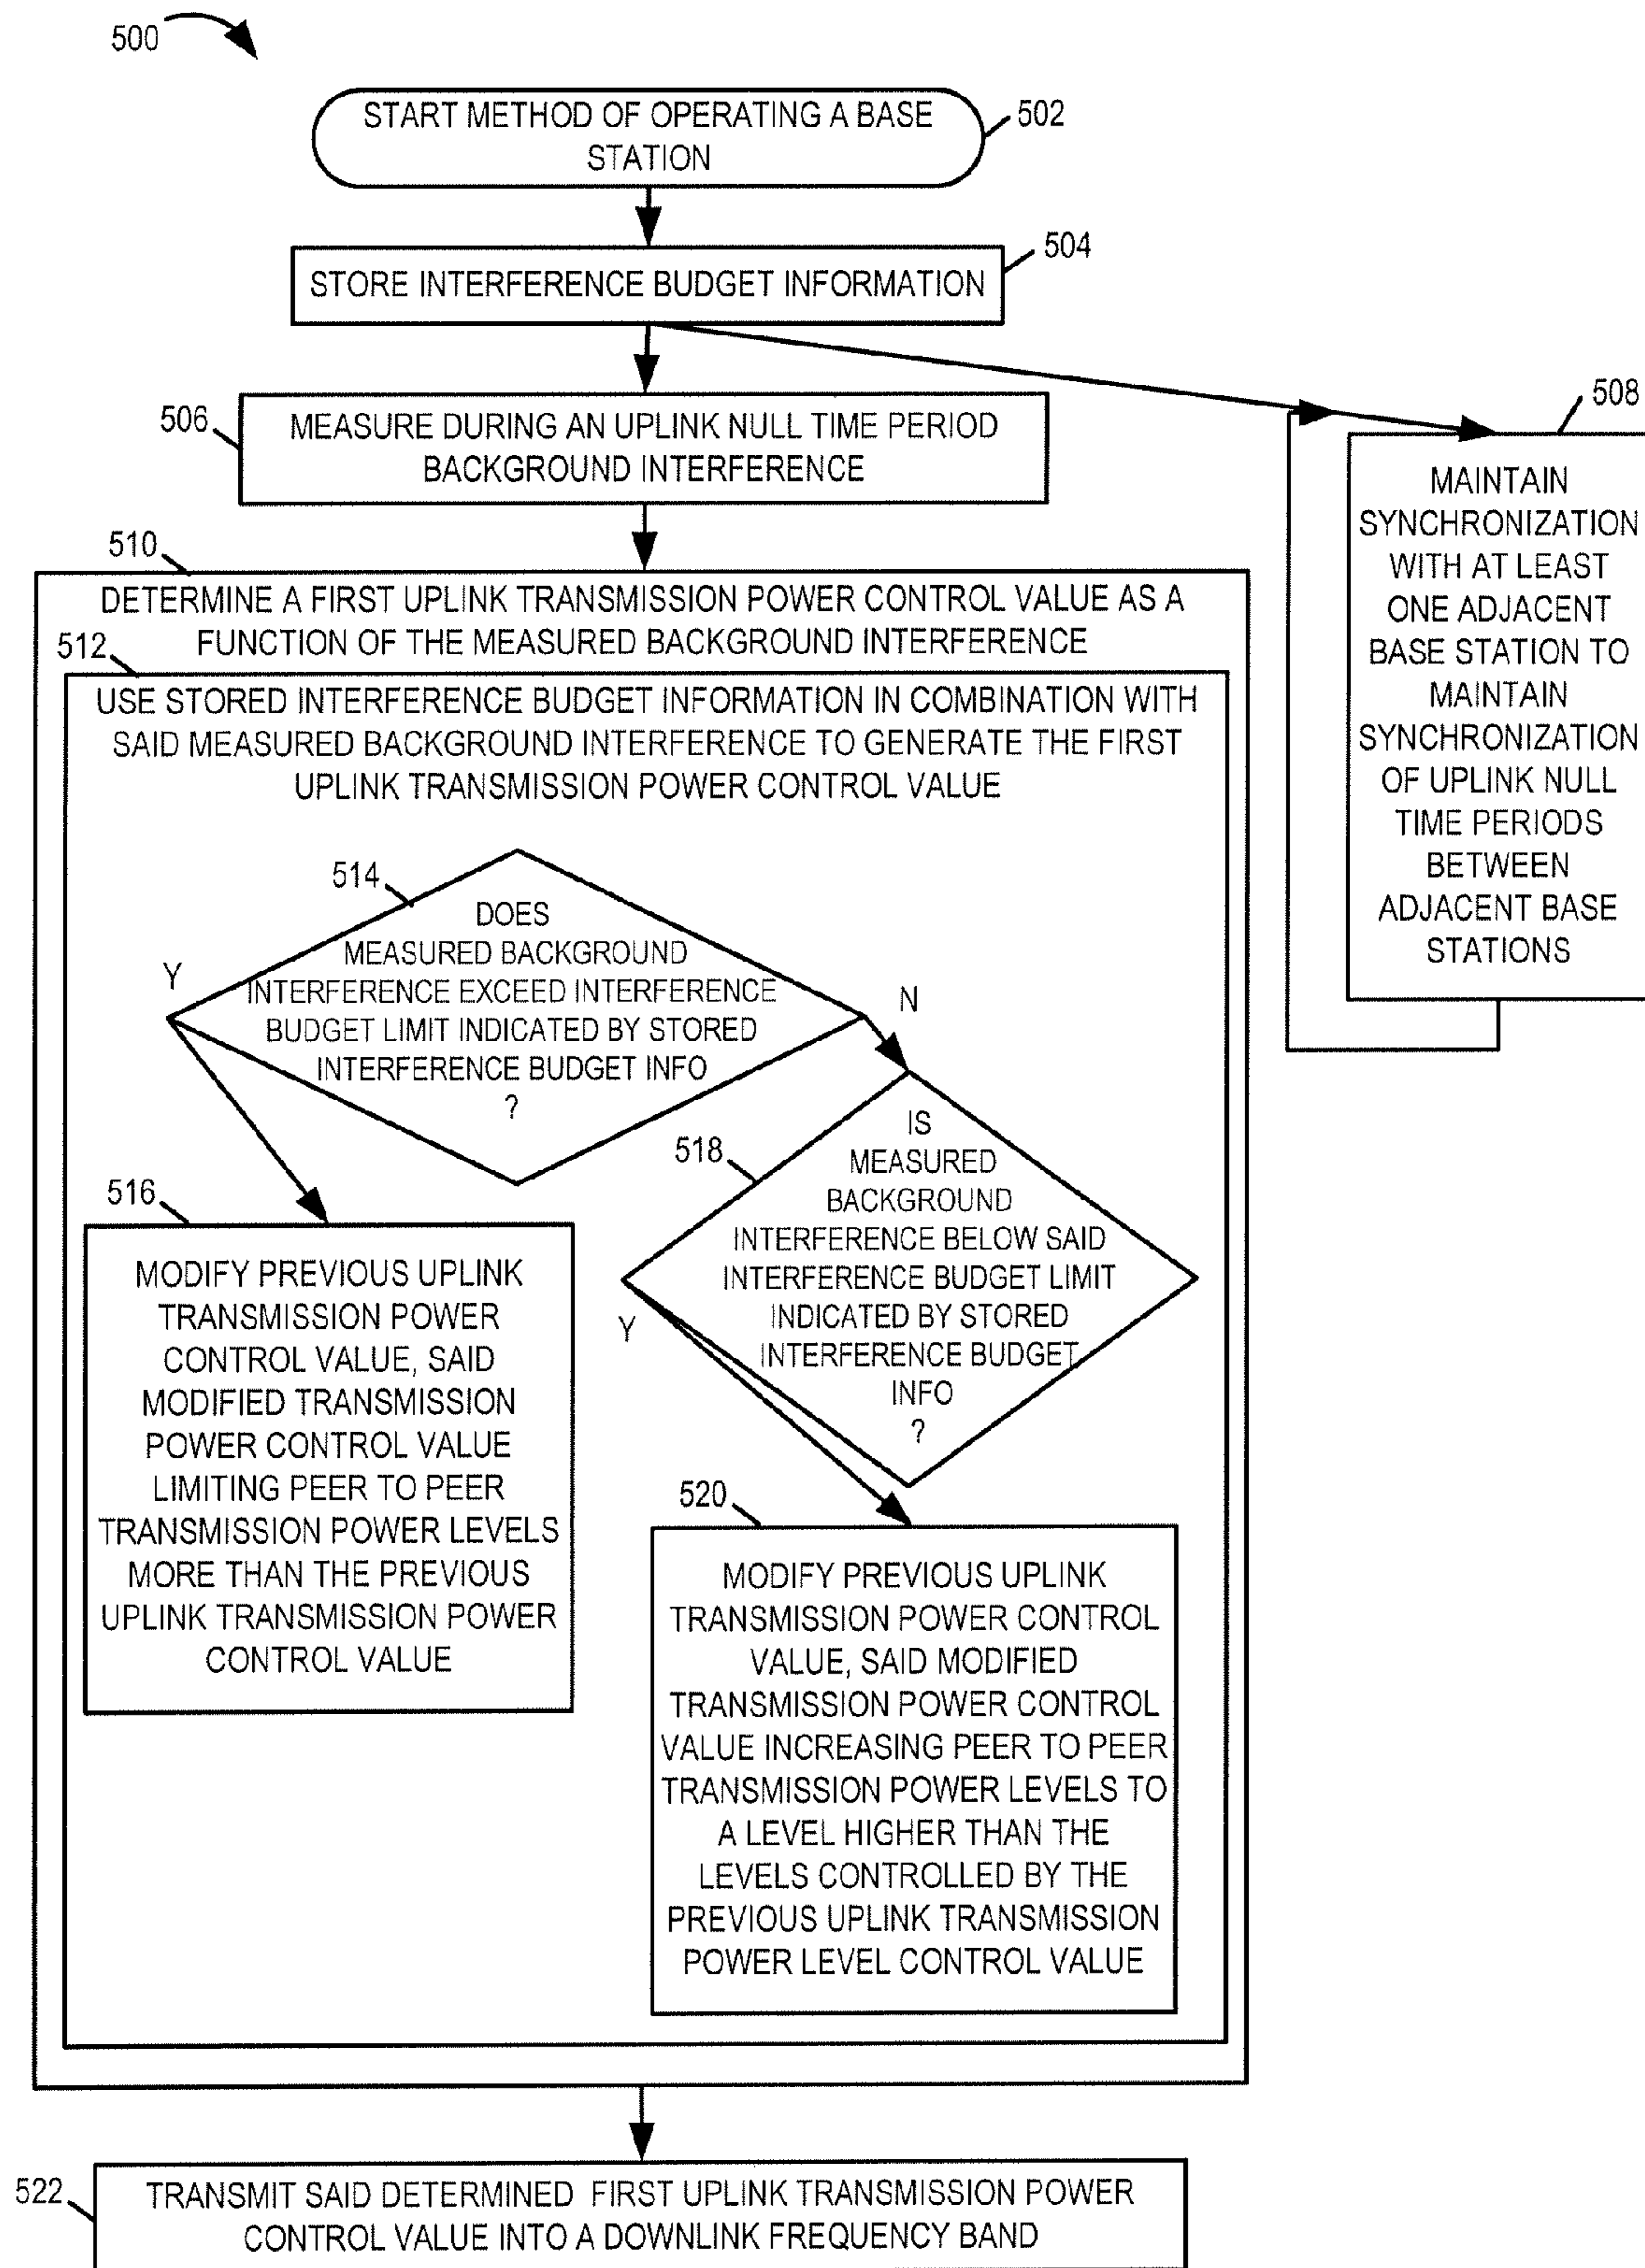 500
START METHOD OF OPERATING A BASE
STATION
502
STORE INTERFERENCE BUDGET INFORMATION
504
506
MEASURE DURING AN UPLINK NULL TIME PERIOD
BACKGROUND INTERFERENCE
508
MAINTAIN
SYNCHRONIZATION
WITH AT LEAST
ONE ADJACENT
BASE STATION TO
MAINTAIN
SYNCHRONIZATION
OF UPLINK NULL
TIME PERIODS
BETWEEN
ADJACENT BASE
STATIONS
510
DETERMINE A FIRST UPLINK TRANSMISSION POWER CONTROL VALUE AS A
FUNCTION OF THE MEASURED BACKGROUND INTERFERENCE
512
USE STORED INTERFERENCE BUDGET INFORMATION IN COMBINATION WITH
SAID MEASURED BACKGROUND INTERFERENCE TO GENERATE THE FIRST
UPLINK TRANSMISSION POWER CONTROL VALUE
514
DOES
MEASURED BACKGROUND
INTERFERENCE EXCEED INTERFERENCE
BUDGET LIMIT INDICATED BY STORED
INTERFERENCE BUDGET INFO
?
Y
N
516
MODIFY PREVIOUS UPLINK
TRANSMISSION POWER
CONTROL VALUE, SAID
MODIFIED TRANSMISSION
POWER CONTROL VALUE
LIMITING PEER TO PEER
TRANSMISSION POWER LEVELS
MORE THAN THE PREVIOUS
UPLINK TRANSMISSION POWER
CONTROL VALUE
518
IS
MEASURED
BACKGROUND
INTERFERENCE BELOW SAID
INTERFERENCE BUDGET LIMIT
INDICATED BY STORED
INTERFERENCE BUDGET
INFO
?
Y
520
MODIFY PREVIOUS UPLINK
TRANSMISSION POWER CONTROL
VALUE, SAID MODIFIED
TRANSMISSION POWER CONTROL
VALUE INCREASING PEER TO PEER
TRANSMISSION POWER LEVELS TO
A LEVEL HIGHER THAN THE
LEVELS CONTROLLED BY THE
PREVIOUS UPLINK TRANSMISSION
POWER LEVEL CONTROL VALUE
522
TRANSMIT SAID DETERMINED FIRST UPLINK TRANSMISSION POWER
CONTROL VALUE INTO A DOWNLINK FREQUENCY BAND